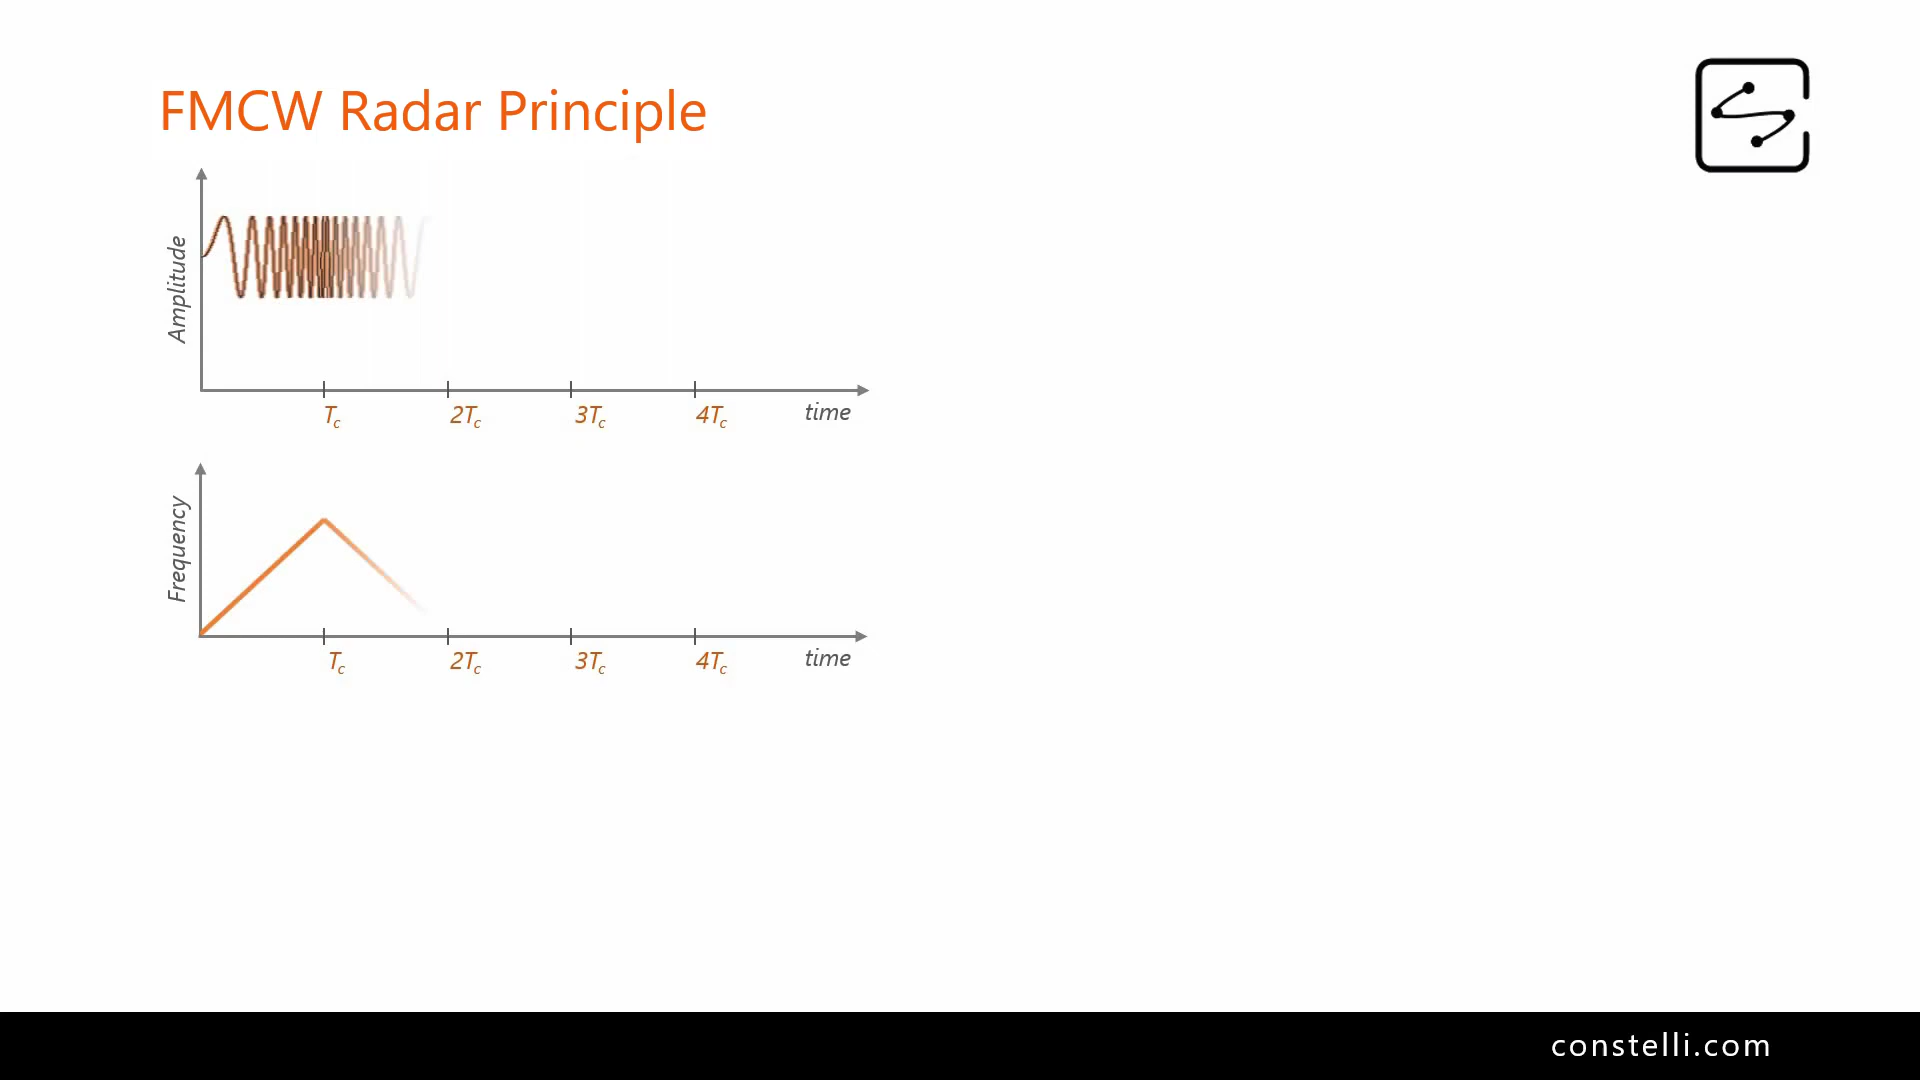 FMCW Radar Principle
Amplitude
Tc 2Tc 3Tc 4Tc time
Frequency
Tc 2Tc 3Tc 4Tc time
constelli.com